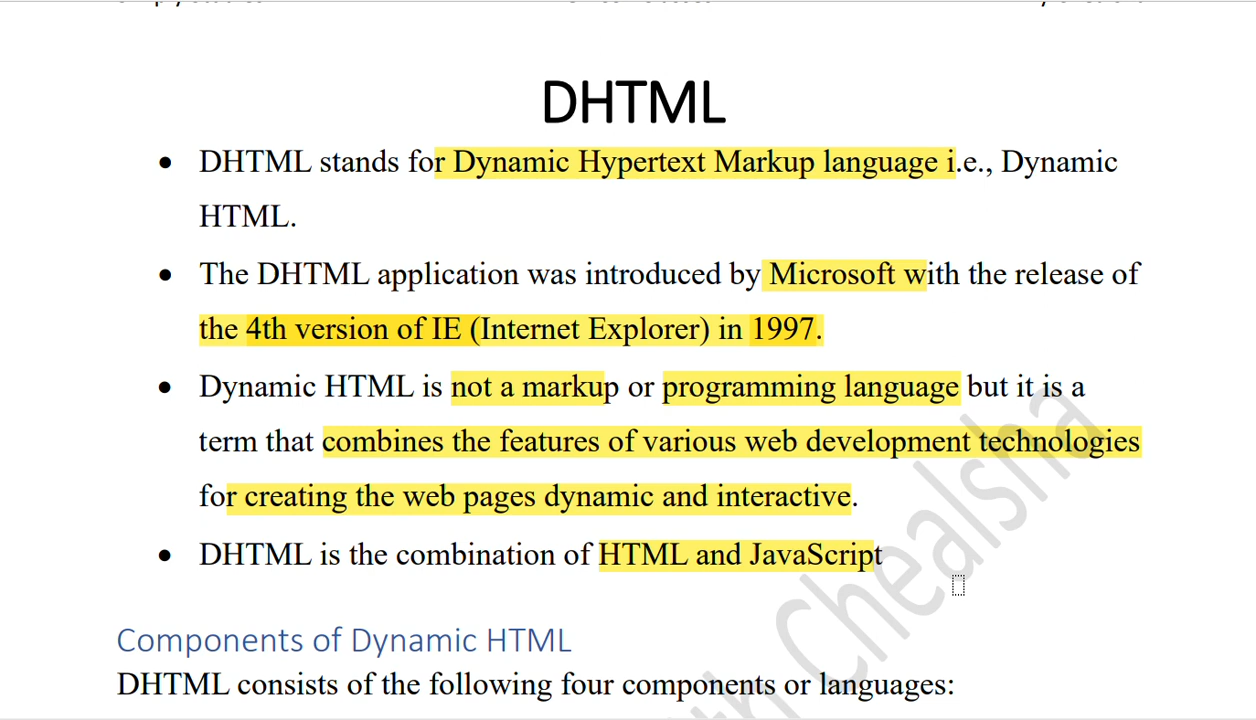 DHTML
• DHTML stands for Dynamic Hypertext Markup language i.e., Dynamic
HTML.
• The DHTML application was introduced by Microsoft with the release of
the 4th version of IE (Internet Explorer) in 1997.
• Dynamic HTML is not a markup or programming language but it is a
term that combines the features of various web development technologies
for creating the web pages dynamic and interactive.
• DHTML is the combination of HTML and JavaScript
Components of Dynamic HTML
DHTML consists of the following four components or languages:
Chealsha